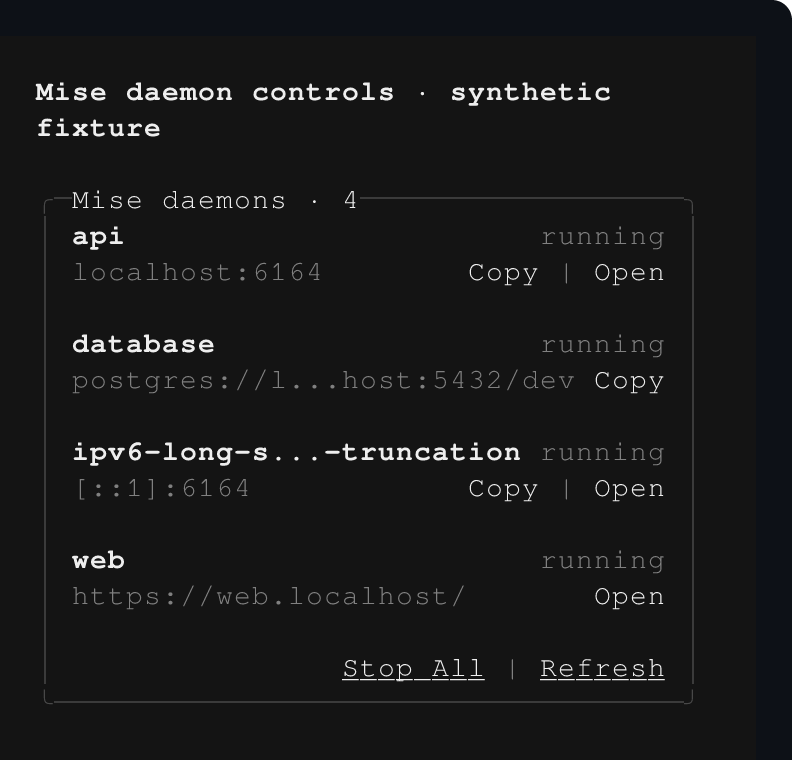 Mise daemon controls · synthetic
fixture
Mise daemons · 4
api running
localhost:6164 Copy | Open
database running
postgres://l...host:5432/dev Copy
ipv6-long-s...-truncation running
[::1]:6164 Copy | Open
web running
https://web.localhost/ Open
Stop All | Refresh